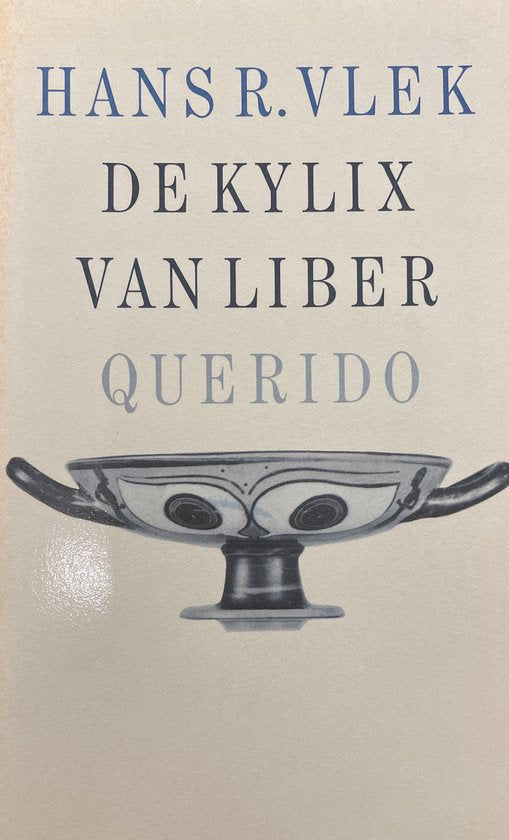 HANS R. VLEK
DE KYLIX
VAN LIBER
QUERIDO